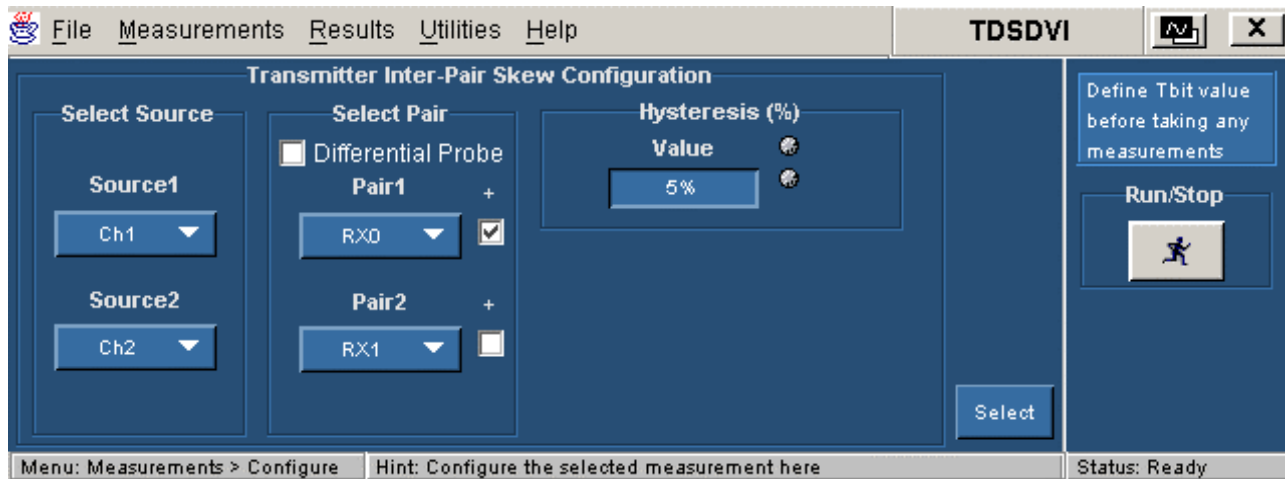 File Measurements Results Utilities Help TDSDVI X
Transmitter Inter-Pair Skew Configuration
Select Source
Source1
Ch1
Source2
Ch2
Select Pair
Differential Probe
Pair1 +
RX0
Pair2 +
RX1
Hysteresis (%)
Value
5%
Select
Define Tbit value
before taking any
measurements
Run/Stop
Menu: Measurements > Configure
Hint: Configure the selected measurement here
Status: Ready